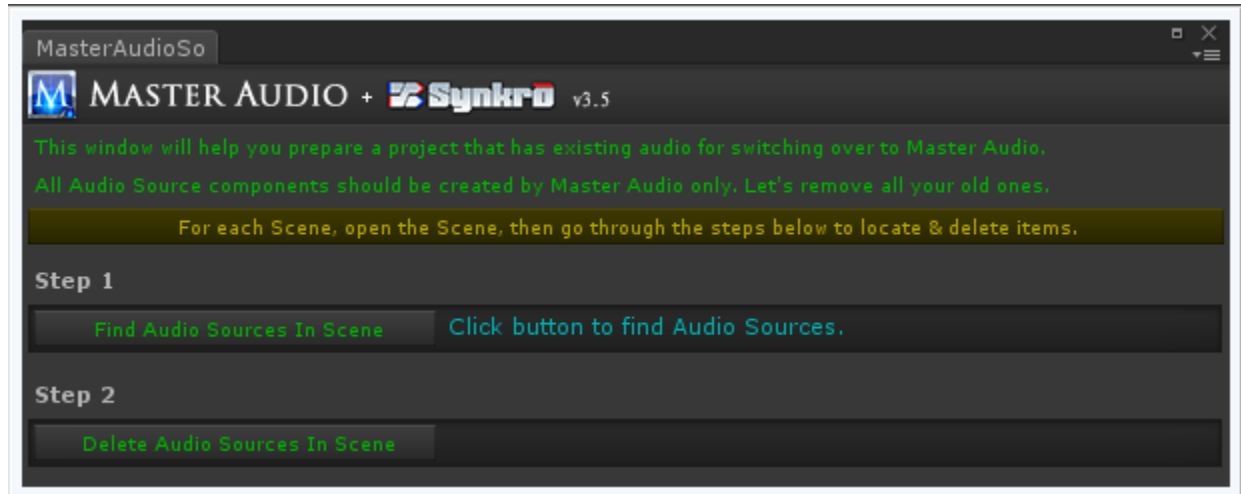 MasterAudioSo
M MASTER AUDIO + Synkro v3.5
This window will help you prepare a project that has existing audio for switching over to Master Audio.
All Audio Source components should be created by Master Audio only. Let's remove all your old ones.
For each Scene, open the Scene, then go through the steps below to locate & delete items.
Step 1
Find Audio Sources In Scene Click button to find Audio Sources.
Step 2
Delete Audio Sources In Scene